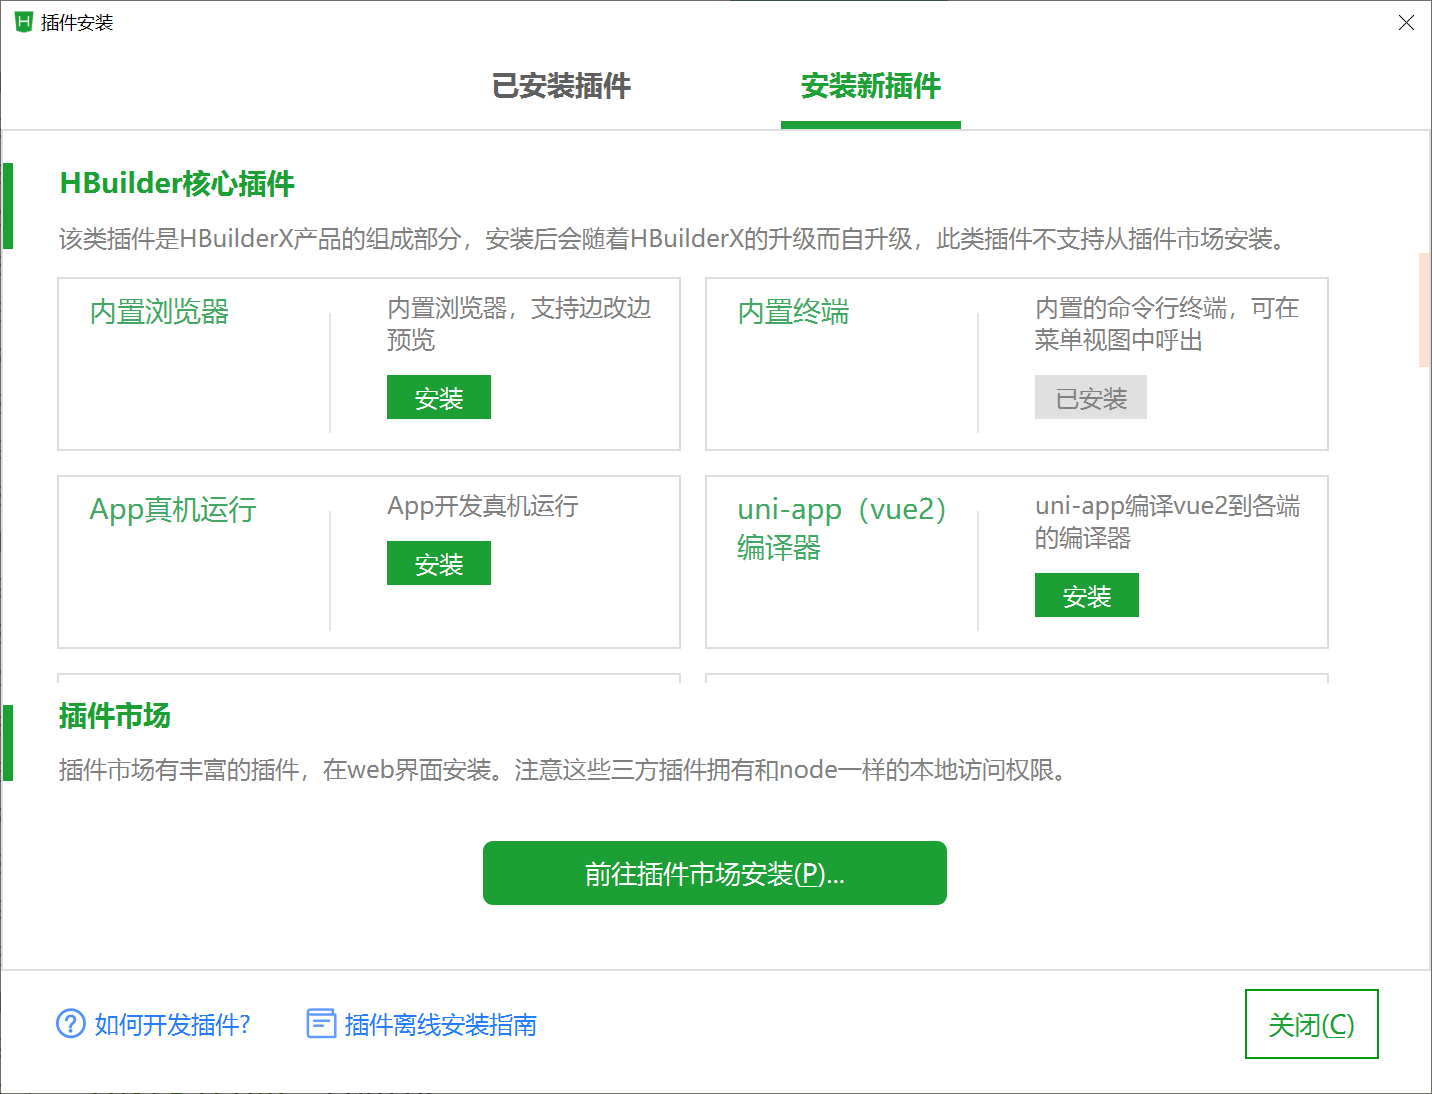 插件安装
已安装插件
安装新插件
HBuilder核心插件
该类插件是HBuilderX产品的组成部分，安装后会随着HBuilderX的升级而自升级，此类插件不支持从插件市场安装。
内置浏览器
内置浏览器，支持边改边
预览
安装
内置终端
内置的命令行终端，可在
菜单视图中呼出
已安装
App真机运行
App开发真机运行
安装
uni-app（vue2）
编译器
uni-app编译vue2到各端
的编译器
安装
插件市场
插件市场有丰富的插件，在web界面安装。注意这些三方插件拥有和node一样的本地访问权限。
前往插件市场安装(P)...
如何开发插件?
插件离线安装指南
关闭(C)